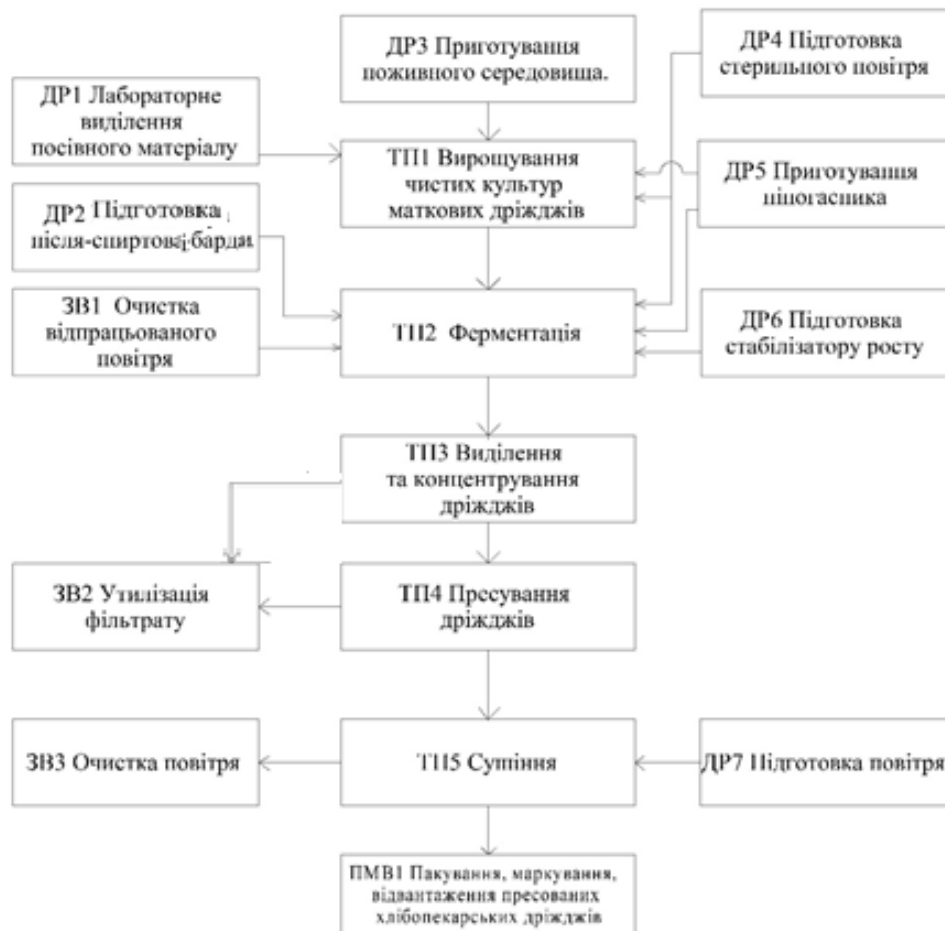 ДР3 Приготування
поживного середовища.
ДР4 Підготовка
стерильного повітря
ДР1 Лабораторне
виділення
посівного матеріалу
ТП1 Вирощування
чистих культур
маткових дріжджів
ДР5 Приготування
піногасника
ДР2 Підготовка
після-спиртова барди
ЗВ1 Очистка
відпрацьованого
повітря
ТП2 Ферментація
ДР6 Підготовка
стабілізатору росту
ТП3 Виділення
та концентрування
дріжджів
ЗВ2 Утилізація
фільтрату
ТП4 Пресування
дріжджів
ЗВ3 Очистка повітря
ТП5 Сушіння
ДР7 Підготовка повітря
ПМВ1 Пакування, маркування,
відвантаження пресованих
хлібопекарських дріжджів